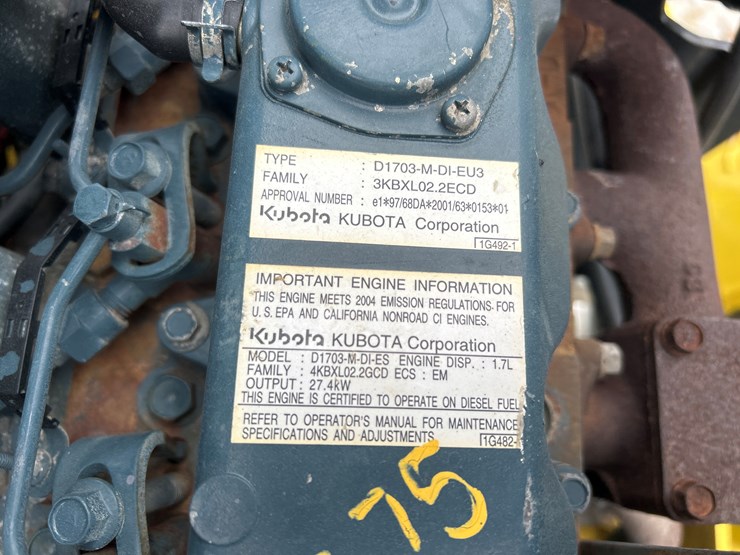 TYPE : D1703-M-DI-EU3
FAMILY : 3KBXL02.2ECD
APPROVAL NUMBER : e1*97/68DA*2001/63*0153*01
Kubota KUBOTA Corporation
1G492-1
IMPORTANT ENGINE INFORMATION
THIS ENGINE MEETS 2004 EMISSION REGULATIONS FOR
U.S. EPA AND CALIFORNIA NONROAD CI ENGINES.
Kubota KUBOTA Corporation
MODEL : D1703-M-DI-ES ENGINE DISP. : 1.7L
FAMILY : 4KBXL02.2GCD ECS : EM
OUTPUT : 27.4kW
THIS ENGINE IS CERTIFIED TO OPERATE ON DIESEL FUEL
REFER TO OPERATOR'S MANUAL FOR MAINTENANCE
SPECIFICATIONS AND ADJUSTMENTS
1G482-
75